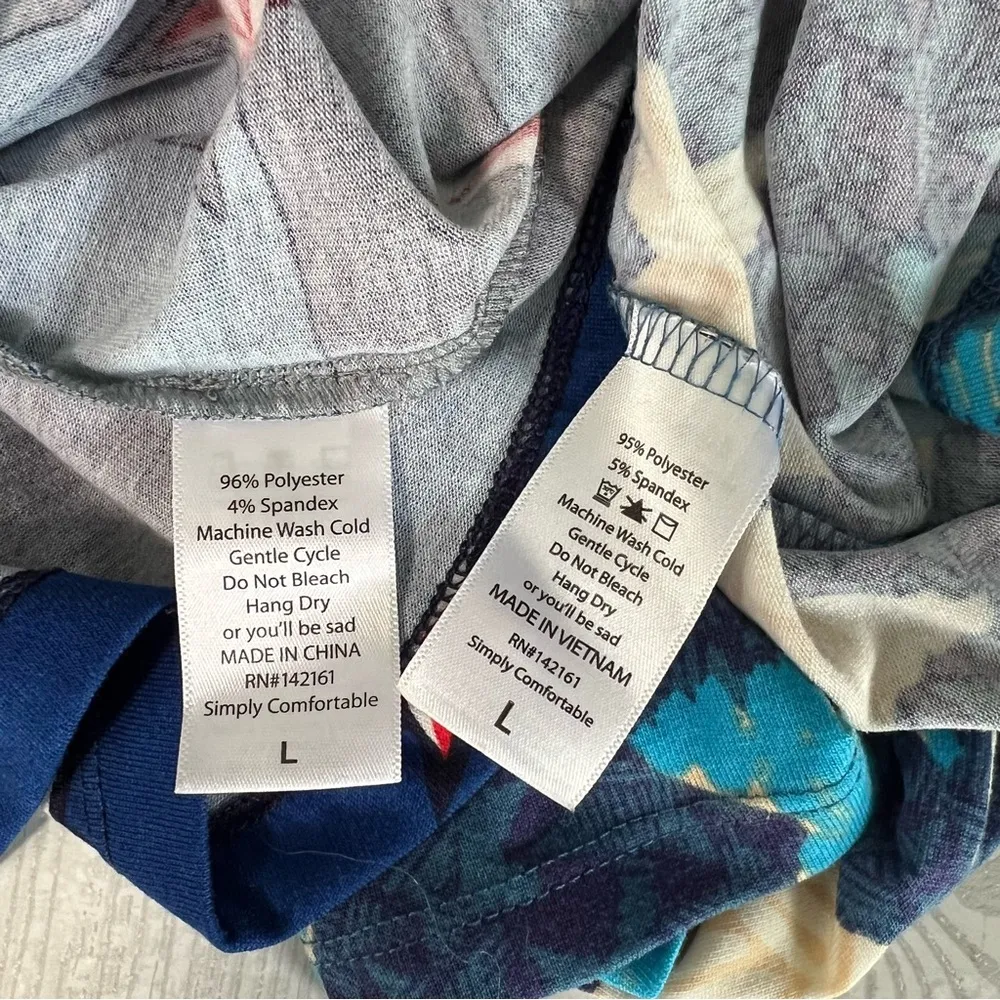 96% Polyester
4% Spandex
Machine Wash Cold
Gentle Cycle
Do Not Bleach
Hang Dry
or you'll be sad
MADE IN CHINA
RN#142161
Simply Comfortable
L
95% Polyester
5% Spandex
Machine Wash Cold
Gentle Cycle
Do Not Bleach
Hang Dry
or you'll be sad
MADE IN VIETNAM
RN#142161
Simply Comfortable
L